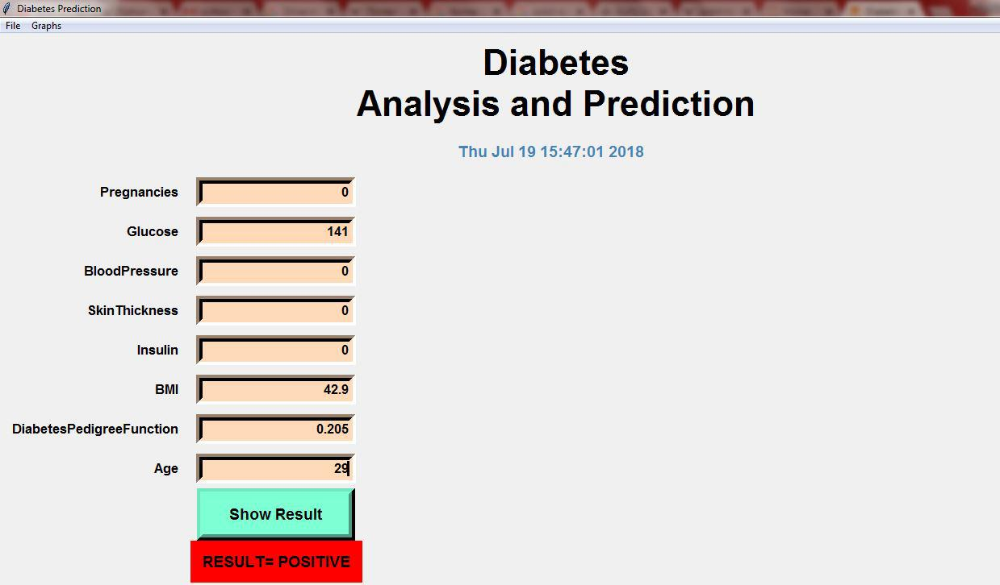 Diabetes Prediction
File Graphs
Diabetes
Analysis and Prediction
Thu Jul 19 15:47:01 2018
Pregnancies 0
Glucose 141
BloodPressure 0
SkinThickness 0
Insulin 0
BMI 42.9
DiabetesPedigreeFunction 0.205
Age 29
Show Result
RESULT= POSITIVE